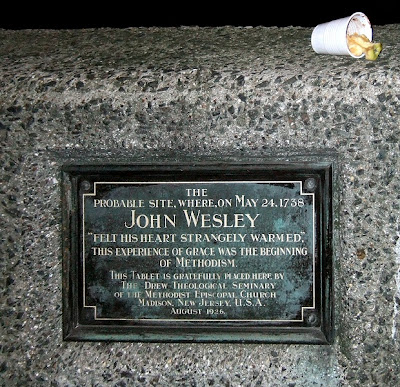 THE
PROBABLE SITE, WHERE, ON MAY 24, 1738
JOHN WESLEY
"FELT HIS HEART STRANGELY WARMED,"
THIS EXPERIENCE OF GRACE WAS THE BEGINNING
OF METHODISM.
THIS TABLET IS GRATEFULLY PLACED HERE, BY
THE DREW THEOLOGICAL SEMINARY
OF THE METHODIST EPISCOPAL CHURCH
MADISON, NEW JERSEY, U.S.A.
AUGUST - 1926.